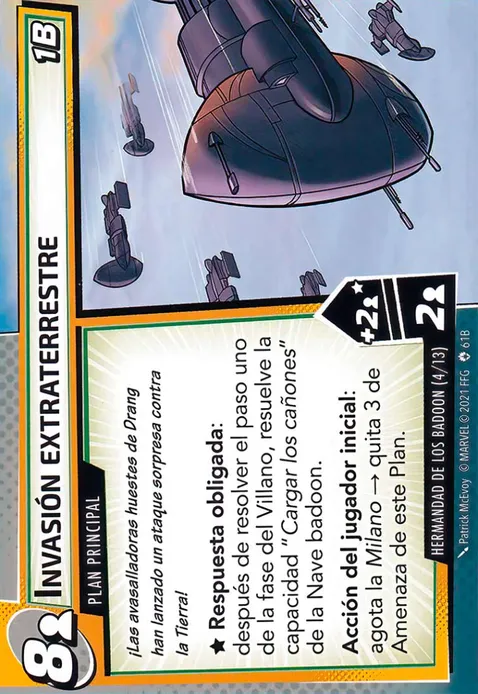 8
INVASIÓN EXTRATERRESTRE
1B
PLAN PRINCIPAL
¡Las avasalladoras huestes de Drang
han lanzado un ataque sorpresa contra
la Tierra!
★ Respuesta obligada:
después de resolver el paso uno
de la fase del Villano, resuelve la
capacidad "Cargar los cañones"
de la Nave badoon.
Acción del jugador inicial:
agota la Milano → quita 3 de
Amenaza de este Plan.
+2 ★
2
HERMANDAD DE LOS BADOON (4/13)
Patrick McEvoy © MARVEL © 2021 FFG 61B